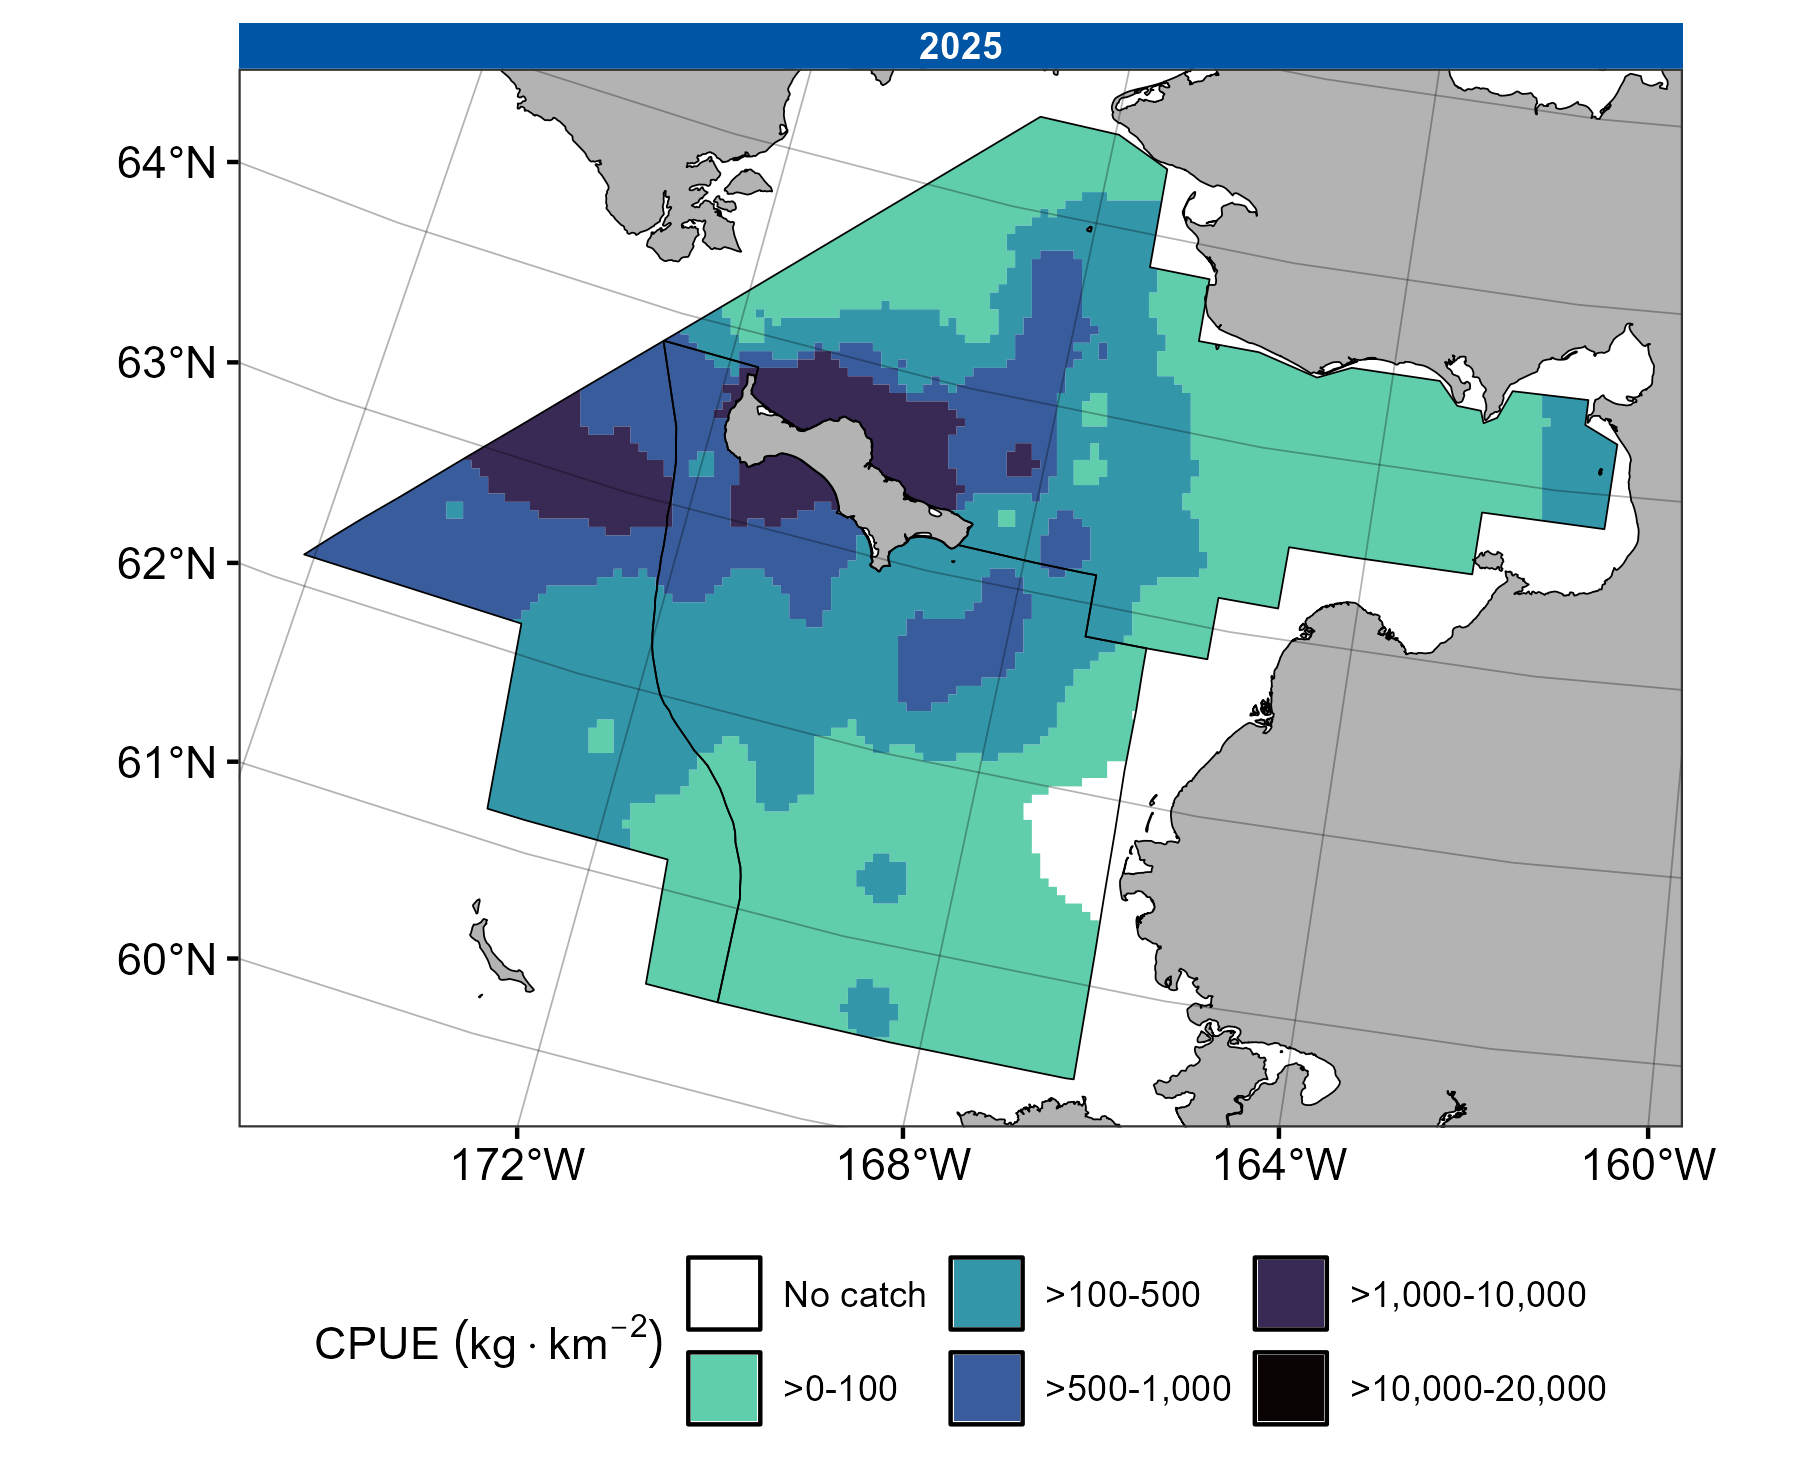 2025
64°N
63°N
62°N
61°N
60°N
172°W 168°W 164°W 160°W
CPUE (kg · km⁻²)
No catch >100-500 >1,000-10,000
>0-100 >500-1,000 >10,000-20,000